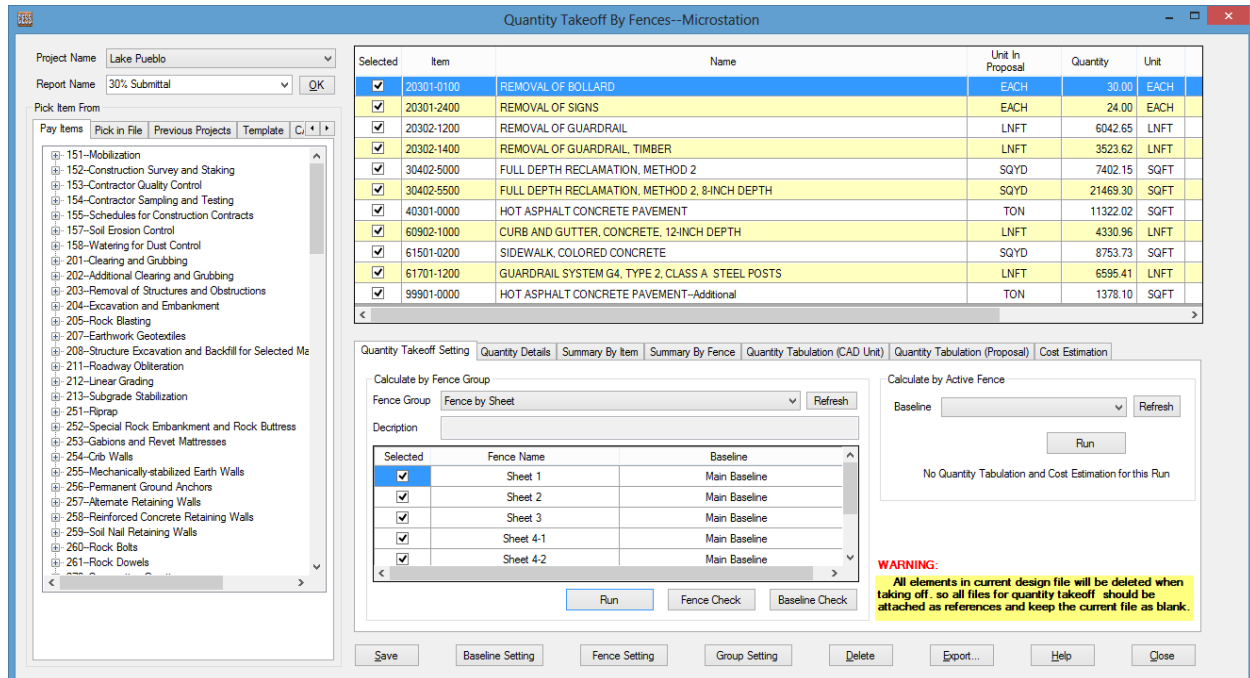 CFSS
Quantity Takeoff By Fences--Microstation
Project Name Lake Pueblo
Report Name 30% Submittal OK
Pick Item From
Pay Items Pick in File Previous Projects Template
151--Mobilization
152--Construction Survey and Staking
153--Contractor Quality Control
154--Contractor Sampling and Testing
155--Schedules for Construction Contracts
157--Soil Erosion Control
158--Watering for Dust Control
201--Clearing and Grubbing
202--Additional Clearing and Grubbing
203--Removal of Structures and Obstructions
204--Excavation and Embankment
205--Rock Blasting
207--Earthwork Geotextiles
208--Structure Excavation and Backfill for Selected Ma
211--Roadway Obliteration
212--Linear Grading
213--Subgrade Stabilization
251--Riprap
252--Special Rock Embankment and Rock Buttress
253--Gabions and Revet Mattresses
254--Crib Walls
255--Mechanically-stabilized Earth Walls
256--Permanent Ground Anchors
257--Alternate Retaining Walls
258--Reinforced Concrete Retaining Walls
259--Soil Nail Retaining Walls
260--Rock Bolts
261--Rock Dowels
Selected Item Name Unit In Proposal Quantity Unit
20301-0100 REMOVAL OF BOLLARD EACH 30.00 EACH
20301-2400 REMOVAL OF SIGNS EACH 24.00 EACH
20302-1200 REMOVAL OF GUARDRAIL LNFT 6042.65 LNFT
20302-1400 REMOVAL OF GUARDRAIL, TIMBER LNFT 3523.62 LNFT
30402-5000 FULL DEPTH RECLAMATION, METHOD 2 SQYD 7402.15 SQFT
30402-5500 FULL DEPTH RECLAMATION, METHOD 2, 8-INCH DEPTH SQYD 21469.30 SQFT
40301-0000 HOT ASPHALT CONCRETE PAVEMENT TON 11322.02 SQFT
60902-1000 CURB AND GUTTER, CONCRETE, 12-INCH DEPTH LNFT 4330.96 LNFT
61501-0200 SIDEWALK, COLORED CONCRETE SQYD 8753.73 SQFT
61701-1200 GUARDRAIL SYSTEM G4, TYPE 2, CLASS A STEEL POSTS LNFT 6595.41 LNFT
99901-0000 HOT ASPHALT CONCRETE PAVEMENT--Additional TON 1378.10 SQFT
Quantity Takeoff Setting Quantity Details Summary By Item Summary By Fence Quantity Tabulation (CAD Unit) Quantity Tabulation (Proposal) Cost Estimation
Calculate by Fence Group
Fence Group Fence by Sheet Refresh
Decription
Selected Fence Name Baseline
Sheet 1 Main Baseline
Sheet 2 Main Baseline
Sheet 3 Main Baseline
Sheet 4-1 Main Baseline
Sheet 4-2 Main Baseline
Run Fence Check Baseline Check
Calculate by Active Fence
Baseline Refresh
Run
No Quantity Tabulation and Cost Estimation for this Run
WARNING:
All elements in current design file will be deleted when
taking off. so all files for quantity takeoff should be
attached as references and keep the current file as blank.
Save Baseline Setting Fence Setting Group Setting Delete Export... Help Close